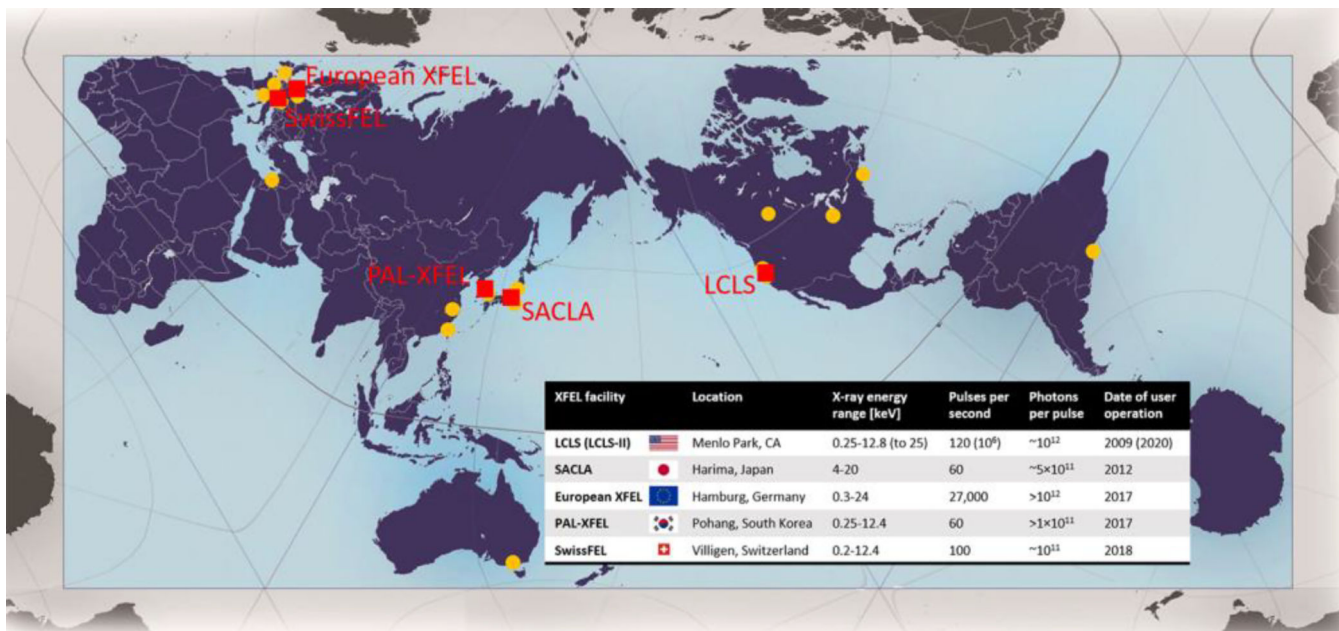 European XFEL
SwissFEL
PAL-XFEL
SACLA
LCLS
XFEL facility Location X-ray energy range [keV] Pulses per second Photons per pulse Date of user operation
LCLS (LCLS-II) Menlo Park, CA 0.25-12.8 (to 25) 120 (10⁶) ~10¹² 2009 (2020)
SACLA Harima, Japan 4-20 60 ~5×10¹¹ 2012
European XFEL Hamburg, Germany 0.3-24 27,000 >10¹² 2017
PAL-XFEL Pohang, South Korea 0.25-12.4 60 >1×10¹¹ 2017
SwissFEL Villigen, Switzerland 0.2-12.4 100 ~10¹¹ 2018